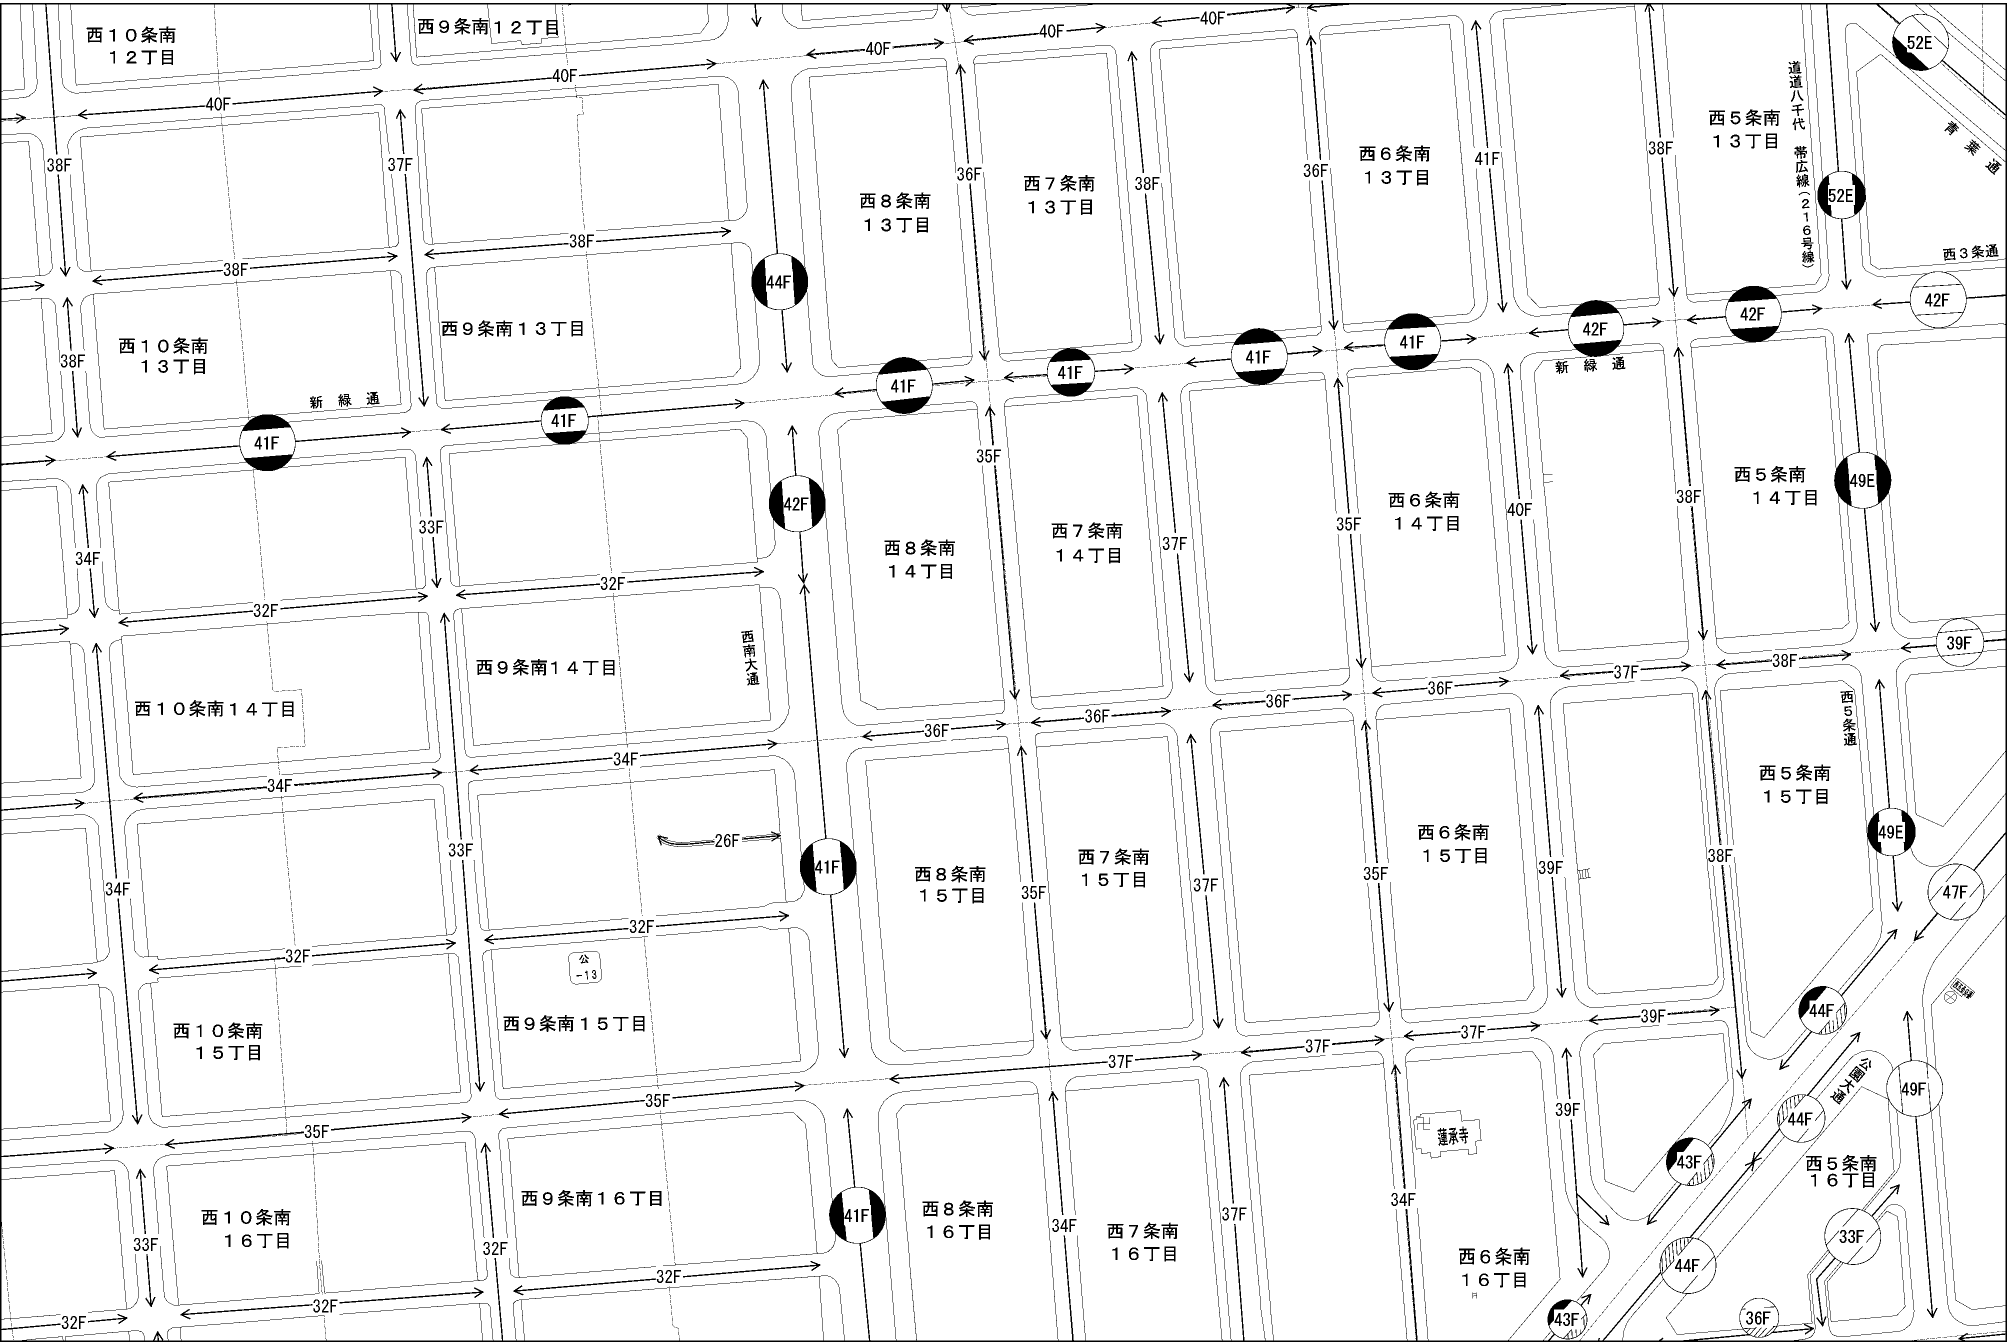 西１０条南
１２丁目
西９条南１２丁目
40F
40F
40F
40F
40F
52E
38F
37F
36F
38F
36F
41F
38F
52E
道道八千代　帯広線（２１６号線）
青葉通
西５条南
１３丁目
西６条南
１３丁目
西７条南
１３丁目
西８条南
１３丁目
西３条通
38F
38F
44F
42F
42F
42F
41F
41F
41F
41F
西９条南１３丁目
西１０条南
１３丁目
38F
新緑通
新緑通
41F
41F
35F
42F
33F
34F
37F
35F
40F
38F
49E
西５条南
１４丁目
西６条南
１４丁目
西７条南
１４丁目
西８条南
１４丁目
32F
32F
西南大通
西９条南１４丁目
西１０条南１４丁目
39F
38F
37F
36F
36F
36F
36F
34F
34F
西５条通
西５条南
１５丁目
西６条南
１５丁目
西７条南
１５丁目
西８条南
１５丁目
26F
49E
47F
34F
33F
41F
35F
37F
35F
39F
38F
32F
32F
公
-13
西９条南１５丁目
西１０条南
１５丁目
44F
39F
37F
37F
37F
35F
35F
公園大通
49F
44F
39F
蓮承寺
43F
西５条南
１６丁目
西１０条南
１６丁目
西９条南１６丁目
西８条南
１６丁目
西７条南
１６丁目
西６条南
１６丁目
33F
32F
41F
34F
37F
34F
33F
44F
32F
32F
32F
43F
36F